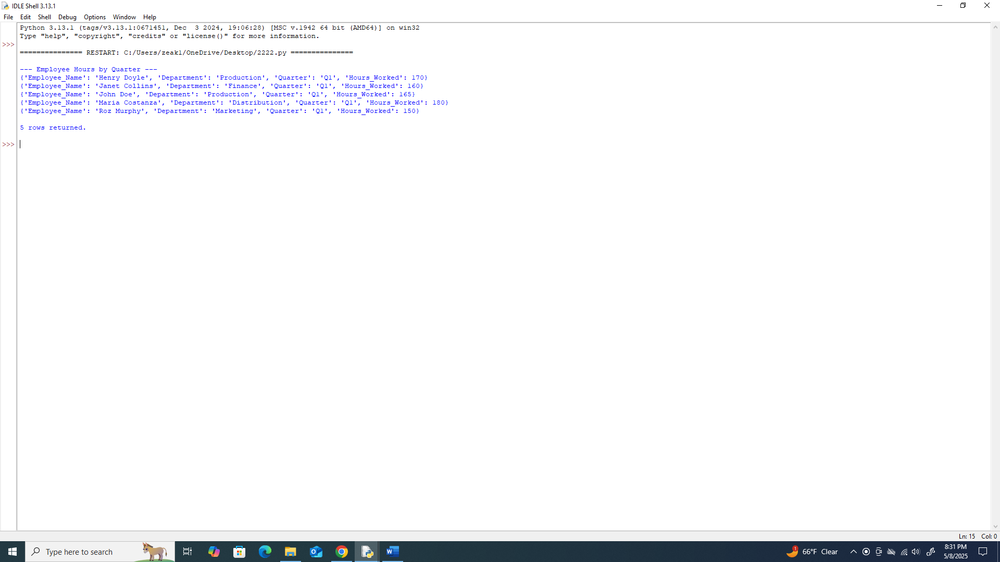 IDLE Shell 3.13.1
File Edit Shell Debug Options Window Help
Python 3.13.1 (tags/v3.13.1:0671451, Dec  3 2024, 19:06:28) [MSC v.1942 64 bit (AMD64)] on win32
Type "help", "copyright", "credits" or "license()" for more information.
>>>
=============== RESTART: C:/Users/zeak1/OneDrive/Desktop/2222.py ===============
--- Employee Hours by Quarter ---
{'Employee_Name': 'Henry Doyle', 'Department': 'Production', 'Quarter': 'Q1', 'Hours_Worked': 170}
{'Employee_Name': 'Janet Collins', 'Department': 'Finance', 'Quarter': 'Q1', 'Hours_Worked': 160}
{'Employee_Name': 'John Doe', 'Department': 'Production', 'Quarter': 'Q1', 'Hours_Worked': 165}
{'Employee_Name': 'Maria Costanza', 'Department': 'Distribution', 'Quarter': 'Q1', 'Hours_Worked': 180}
{'Employee_Name': 'Roz Murphy', 'Department': 'Marketing', 'Quarter': 'Q1', 'Hours_Worked': 150}
5 rows returned.
>>>
Ln: 15 Col: 0
Type here to search
1
66°F Clear
8:31 PM
5/8/2025